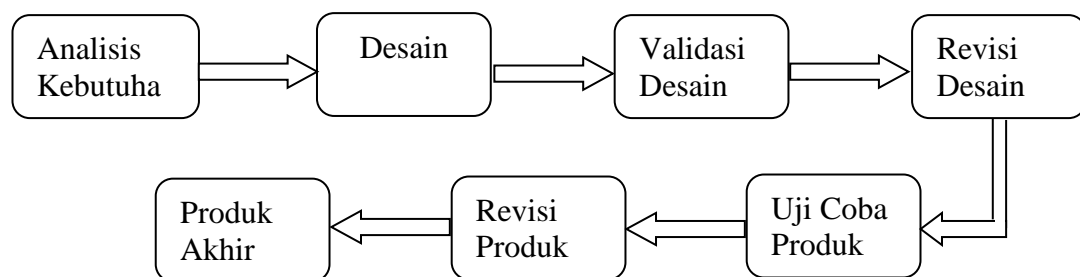 Analisis
Kebutuha
Desain
Validasi
Desain
Revisi
Desain
Uji Coba
Produk
Revisi
Produk
Produk
Akhir